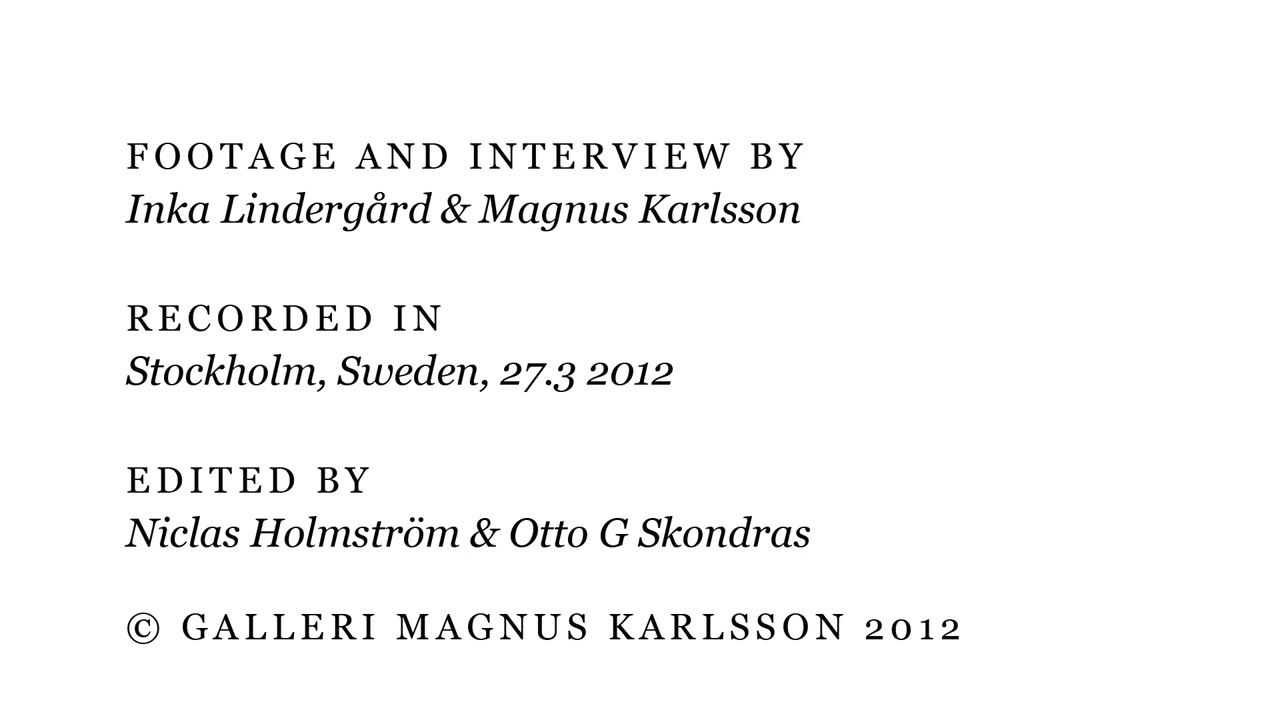 FOOTAGE AND INTERVIEW BY
Inka Lindergård & Magnus Karlsson
RECORDED IN
Stockholm, Sweden, 27.3 2012
EDITED BY
Niclas Holmström & Otto G Skondras
© GALLERI MAGNUS KARLSSON 2012